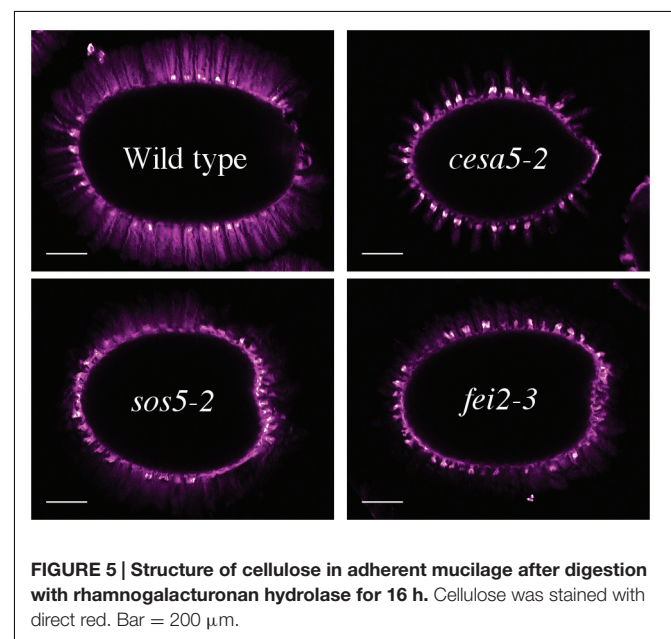 Wild type
cesa5-2
sos5-2
fei2-3
FIGURE 5 | Structure of cellulose in adherent mucilage after digestion
with rhamnogalacturonan hydrolase for 16 h. Cellulose was stained with
direct red. Bar = 200 μm.